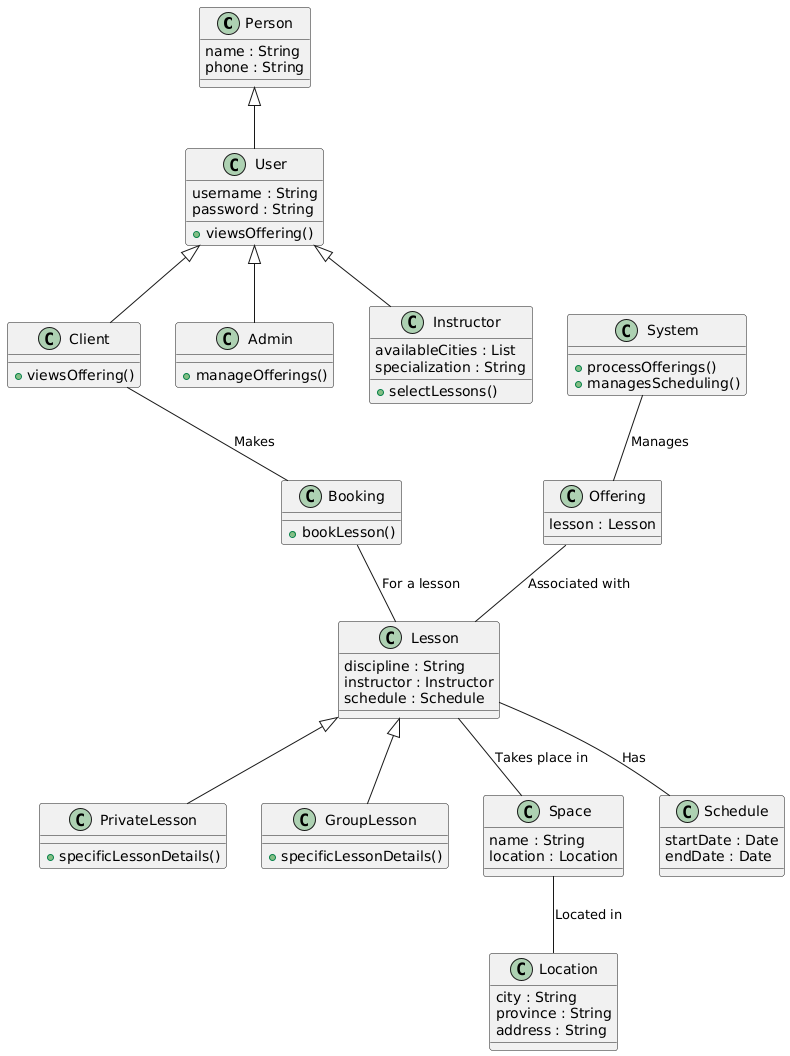 C Person
name : String
phone : String
C User
username : String
password : String
viewsOffering()
C Client
viewsOffering()
C Admin
manageOfferings()
C Instructor
availableCities : List
specialization : String
selectLessons()
C System
processOfferings()
managesScheduling()
Makes
Manages
C Booking
bookLesson()
C Offering
lesson : Lesson
For a lesson
Associated with
C Lesson
discipline : String
instructor : Instructor
schedule : Schedule
Takes place in
Has
C PrivateLesson
specificLessonDetails()
C GroupLesson
specificLessonDetails()
C Space
name : String
location : Location
C Schedule
startDate : Date
endDate : Date
Located in
C Location
city : String
province : String
address : String